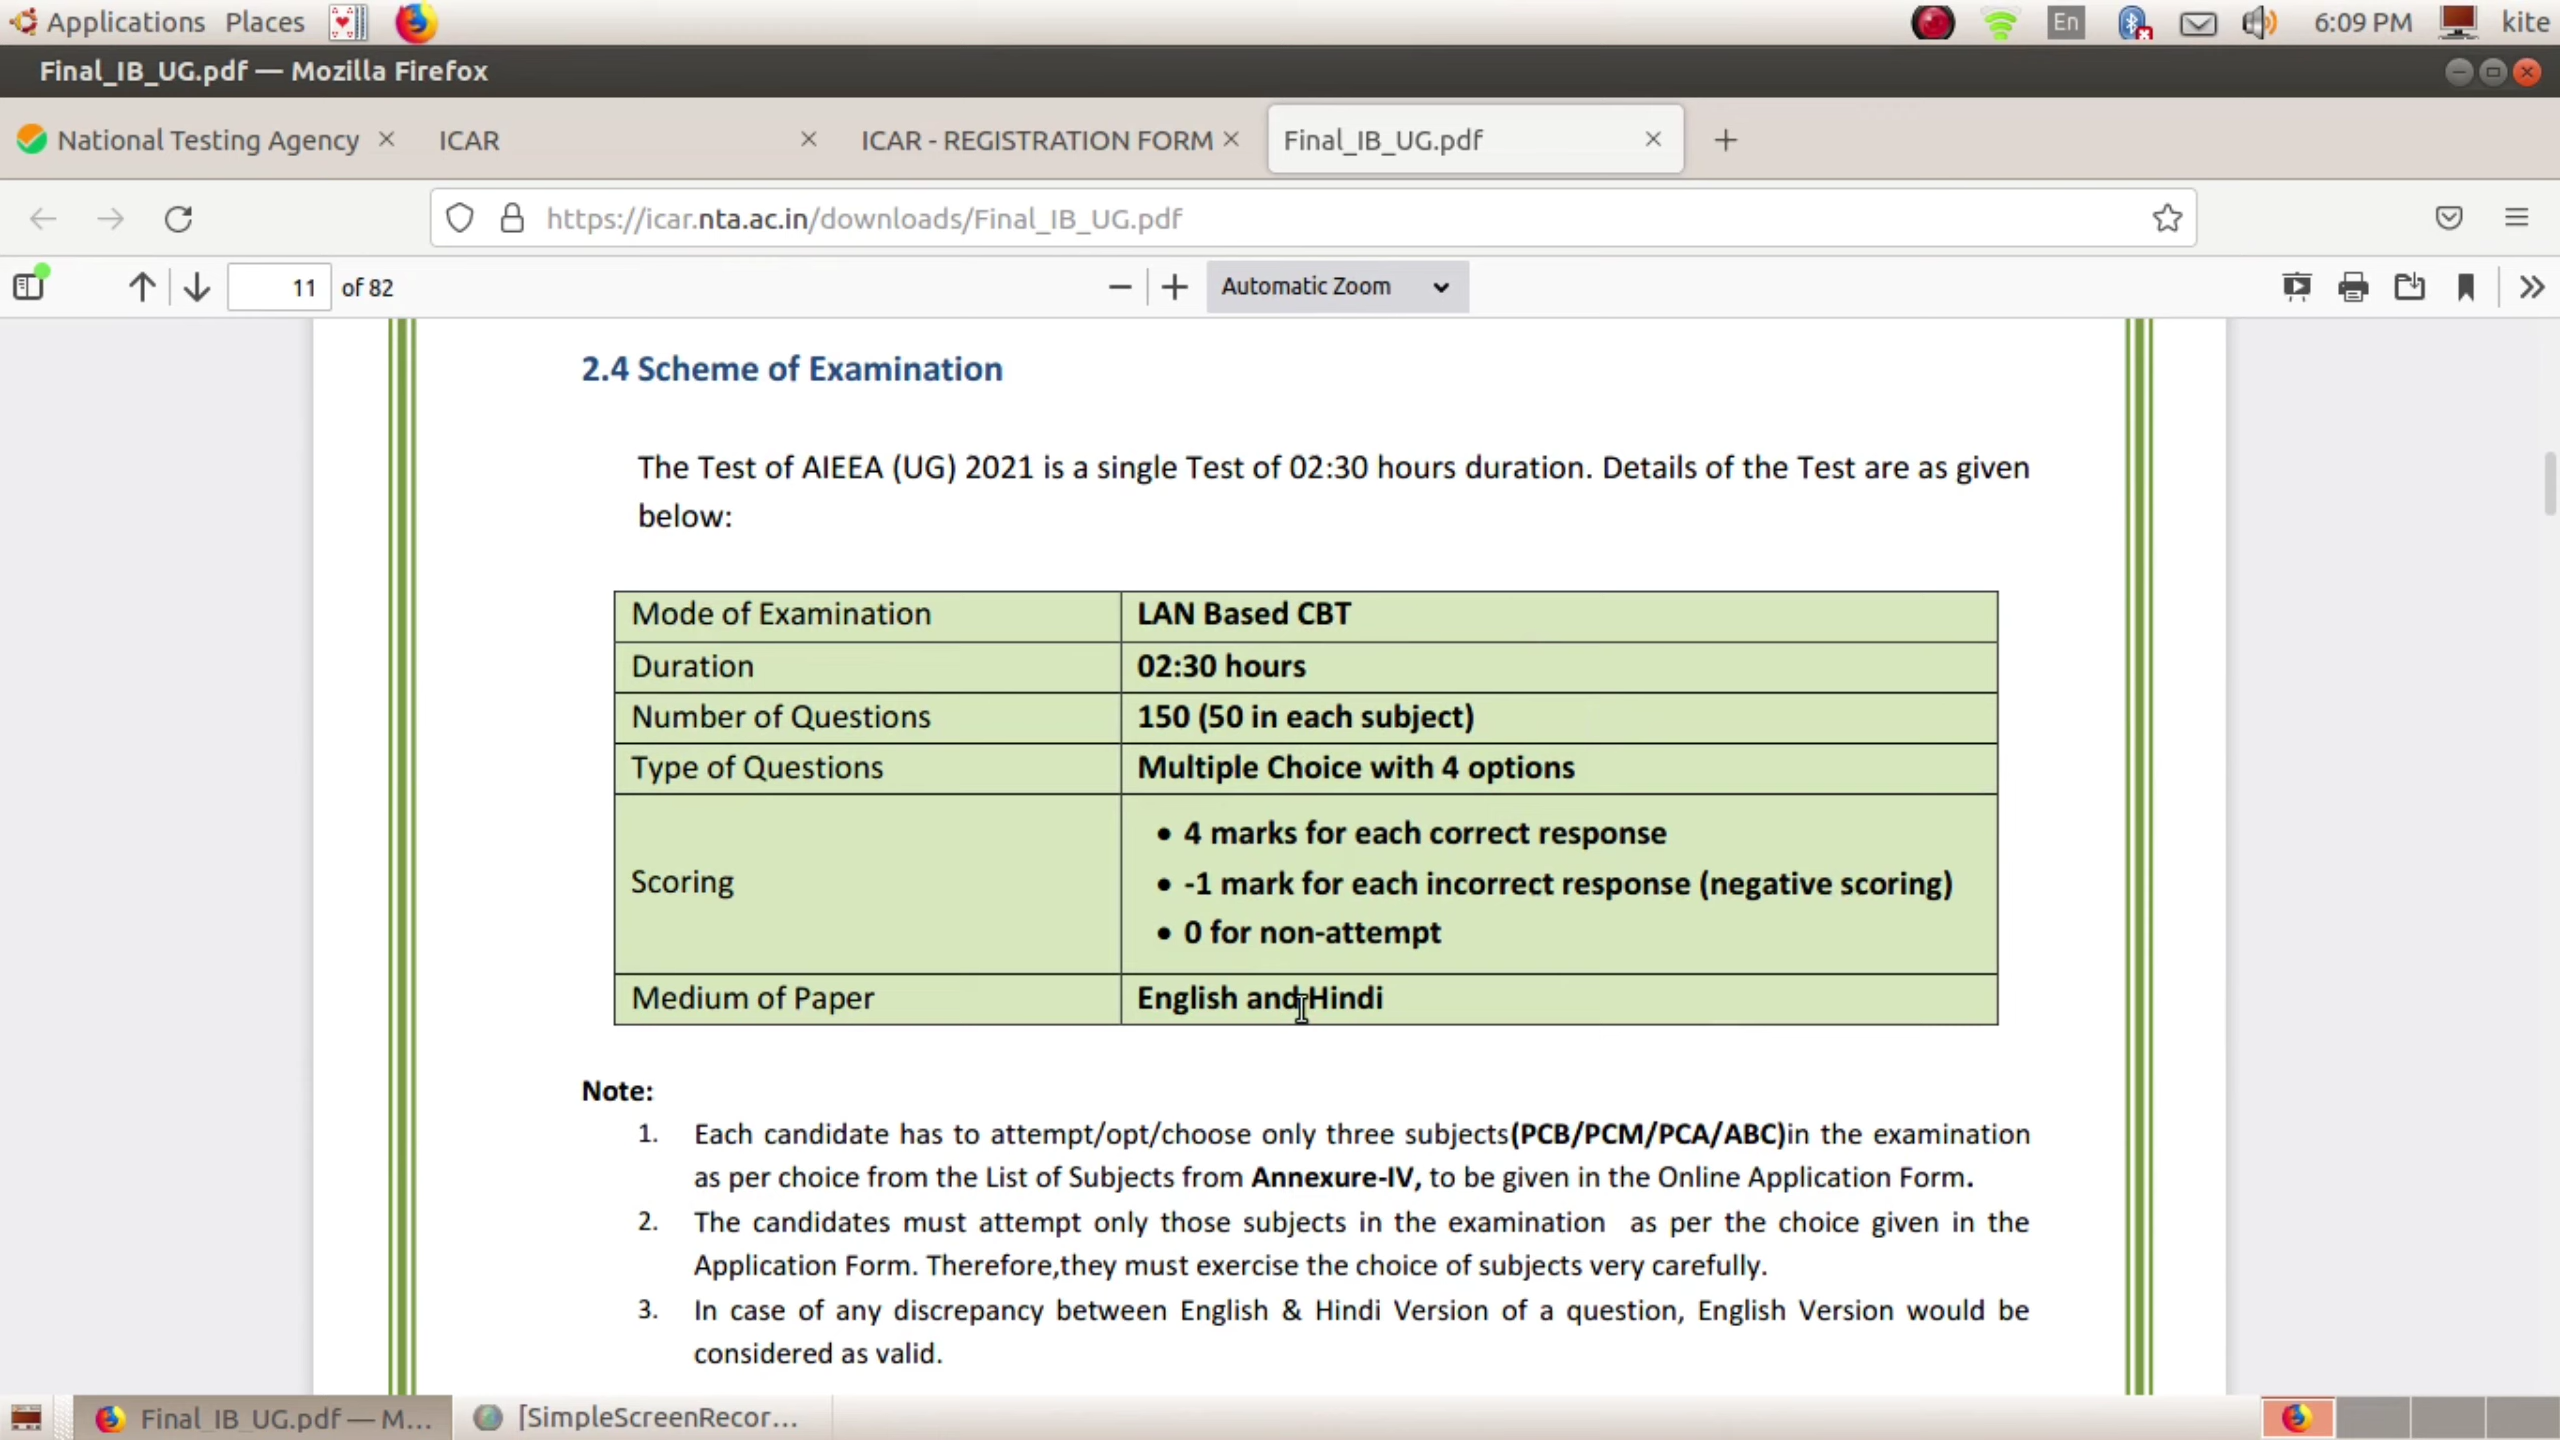 Applications Places En 6:09 PM kite
Final_IB_UG.pdf — Mozilla Firefox
National Testing Agency ICAR ICAR - REGISTRATION FORM Final_IB_UG.pdf
https://icar.nta.ac.in/downloads/Final_IB_UG.pdf
11 of 82 Automatic Zoom
2.4 Scheme of Examination
The Test of AIEEA (UG) 2021 is a single Test of 02:30 hours duration. Details of the Test are as given
below:
Mode of Examination LAN Based CBT
Duration 02:30 hours
Number of Questions 150 (50 in each subject)
Type of Questions Multiple Choice with 4 options
Scoring
• 4 marks for each correct response
• -1 mark for each incorrect response (negative scoring)
• 0 for non-attempt
Medium of Paper English and Hindi
Note:
1. Each candidate has to attempt/opt/choose only three subjects(PCB/PCM/PCA/ABC)in the examination
as per choice from the List of Subjects from Annexure-IV, to be given in the Online Application Form.
2. The candidates must attempt only those subjects in the examination as per the choice given in the
Application Form. Therefore,they must exercise the choice of subjects very carefully.
3. In case of any discrepancy between English & Hindi Version of a question, English Version would be
considered as valid.
Final_IB_UG.pdf — M... [SimpleScreenRecor...